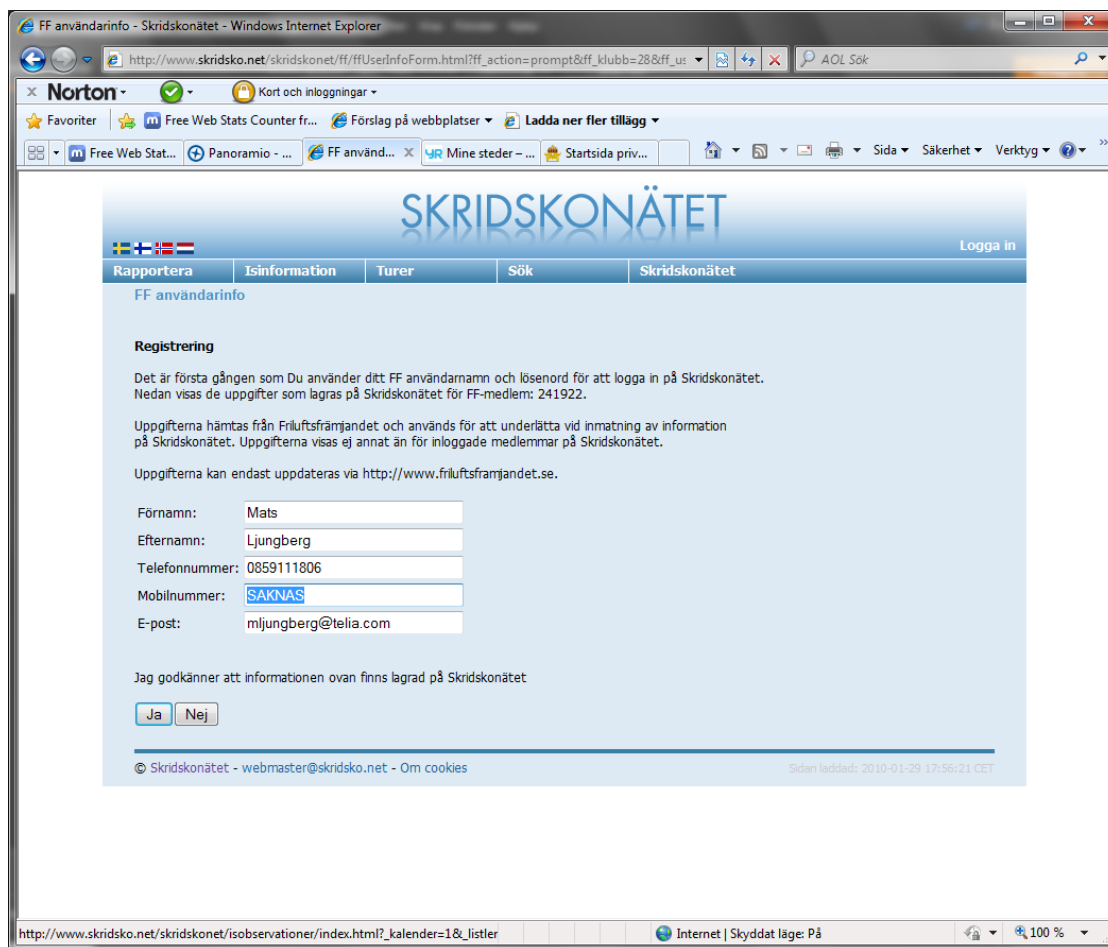 FF användarinfo - Skridskonätet - Windows Internet Explorer
http://www.skridsko.net/skridskonet/ff/ffUserInfoForm.html?ff_action=prompt&ff_klubb=28&ff_us
AOL Sök
x Norton Kort och inloggningar
Favoriter Free Web Stats Counter fr... Förslag på webbplatser Ladda ner fler tillägg
Free Web Stat... Panoramio - ... FF använd... X Mine steder – ... Startsida priv... Sida Säkerhet Verktyg »
SKRIDSKONÄTET
Logga in
Rapportera Isinformation Turer Sök Skridskonätet
FF användarinfo
Registrering
Det är första gången som Du använder ditt FF användarnamn och lösenord för att logga in på Skridskonätet.
Nedan visas de uppgifter som lagras på Skridskonätet för FF-medlem: 241922.
Uppgifterna hämtas från Friluftsfrämjandet och används för att underlätta vid inmatning av information
på Skridskonätet. Uppgifterna visas ej annat än för inloggade medlemmar på Skridskonätet.
Uppgifterna kan endast uppdateras via http://www.friluftsframjandet.se.
Förnamn: Mats
Efternamn: Ljungberg
Telefonnummer: 0859111806
Mobilnummer: SAKNAS
E-post: mljungberg@telia.com
Jag godkänner att informationen ovan finns lagrad på Skridskonätet
Ja Nej
© Skridskonätet - webmaster@skridsko.net - Om cookies
Sidan laddad: 2010-01-29 17:56:21 CET
http://www.skridsko.net/skridskonet/isobservationer/index.html?_kalender=1&_listler Internet | Skyddat läge: På 100 %